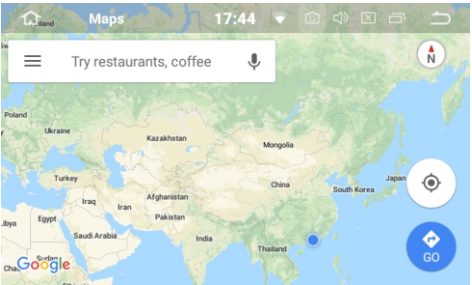 Maps 17:44
Try restaurants, coffee
N
Poland
Ukraine
Kazakhstan
Mongolia
Turkey
China
Japan
South Korea
Iraq
Iran
Afghanistan
Pakistan
Egypt
Saudi Arabia
India
Thailand
Sudan
Google
GO